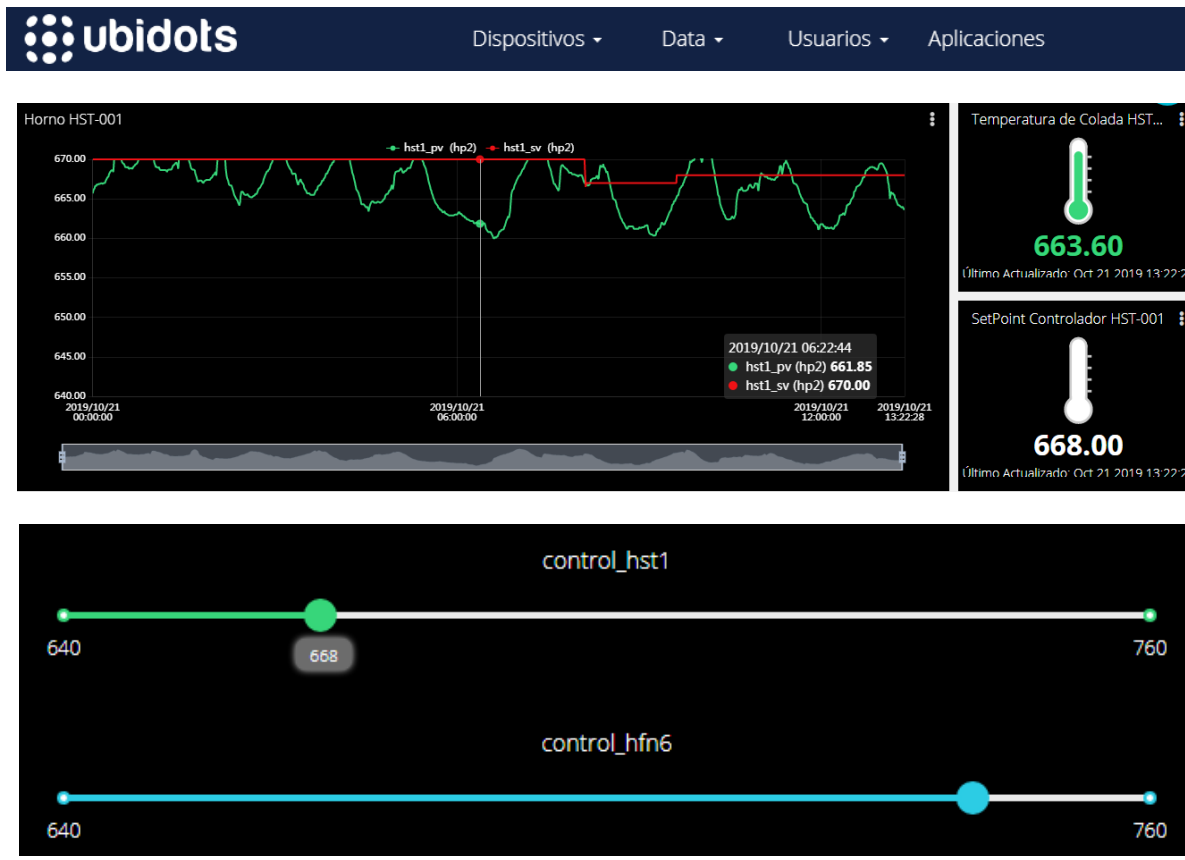 ubidots
Dispositivos Data Usuarios Aplicaciones
Horno HST-001
hst1_pv (hp2) hst1_sv (hp2)
670.00
665.00
660.00
655.00
650.00
645.00
640.00
2019/10/21 00:00:00
2019/10/21 06:00:00
2019/10/21 12:00:00
2019/10/21 13:22:28
2019/10/21 06:22:44
hst1_pv (hp2) 661.85
hst1_sv (hp2) 670.00
Temperatura de Colada HST...
663.60
Último Actualizado: Oct 21 2019 13:22:2
SetPoint Controlador HST-001
668.00
Último Actualizado: Oct 21 2019 13:22:2
control_hst1
640 668 760
control_hfn6
640 760